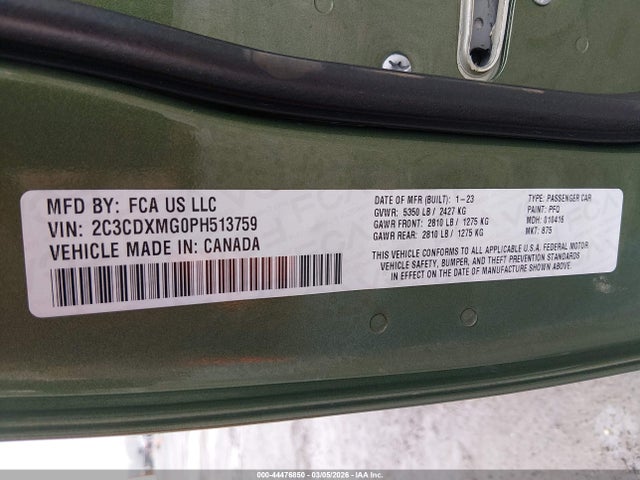 MFD BY: FCA US LLC
VIN: 2C3CDXMG0PH513759
VEHICLE MADE IN: CANADA
DATE OF MFR (BUILT): 1-23
GVWR: 5350 LB / 2427 KG
GAWR FRONT: 2810 LB / 1275 KG
GAWR REAR: 2810 LB / 1275 KG
TYPE: PASSENGER CAR
PAINT: PFQ
MDH: 010416
MKT: 875
THIS VEHICLE CONFORMS TO ALL APPLICABLE U.S.A. FEDERAL MOTOR
VEHICLE SAFETY, BUMPER, AND THEFT PREVENTION STANDARDS
IN EFFECT ON THE DATE OF MANUFACTURE SHOWN ABOVE.
000-44476850 - 03/05/2026 - COPYRIGHT IAA, LLC